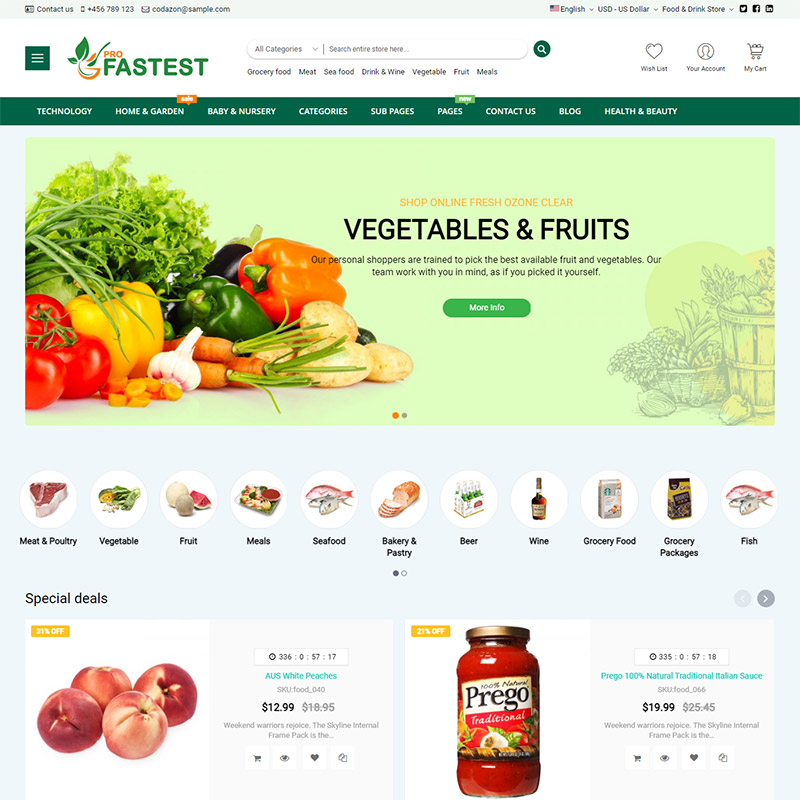 Contact us +456 789 123 codazon@sample.com English USD - US Dollar Food & Drink Store
PRO
FASTEST
All Categories Search entire store here...
Grocery food Meat Sea food Drink & Wine Vegetable Fruit Meals
Wish List Your Account My Cart
sale new
TECHNOLOGY HOME & GARDEN BABY & NURSERY CATEGORIES SUB PAGES PAGES CONTACT US BLOG HEALTH & BEAUTY
SHOP ONLINE FRESH OZONE CLEAR
VEGETABLES & FRUITS
Our personal shoppers are trained to pick the best available fruit and vegetables. Our
team work with you in mind, as if you picked it yourself.
More Info
Meat & Poultry Vegetable Fruit Meals Seafood Bakery & Pastry Beer Wine Grocery Food Grocery Packages Fish
Special deals
31% OFF
336 : 0 : 57 : 17
AUS White Peaches
SKU:food_040
$12.99 $18.95
Weekend warriors rejoice. The Skyline Internal
Frame Pack is the...
21% OFF
100% Natural
Prego
Traditional
335 : 0 : 57 : 18
Prego 100% Natural Traditional Italian Sauce
SKU:food_066
$19.99 $25.45
Weekend warriors rejoice. The Skyline Internal
Frame Pack is the...